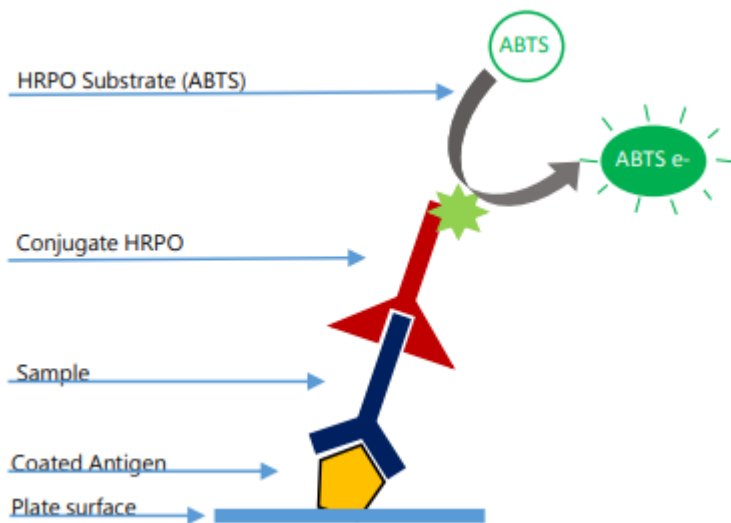 ABTS
HRPO Substrate (ABTS)
ABTS e-
Conjugate HRPO
Sample
Coated Antigen
Plate surface